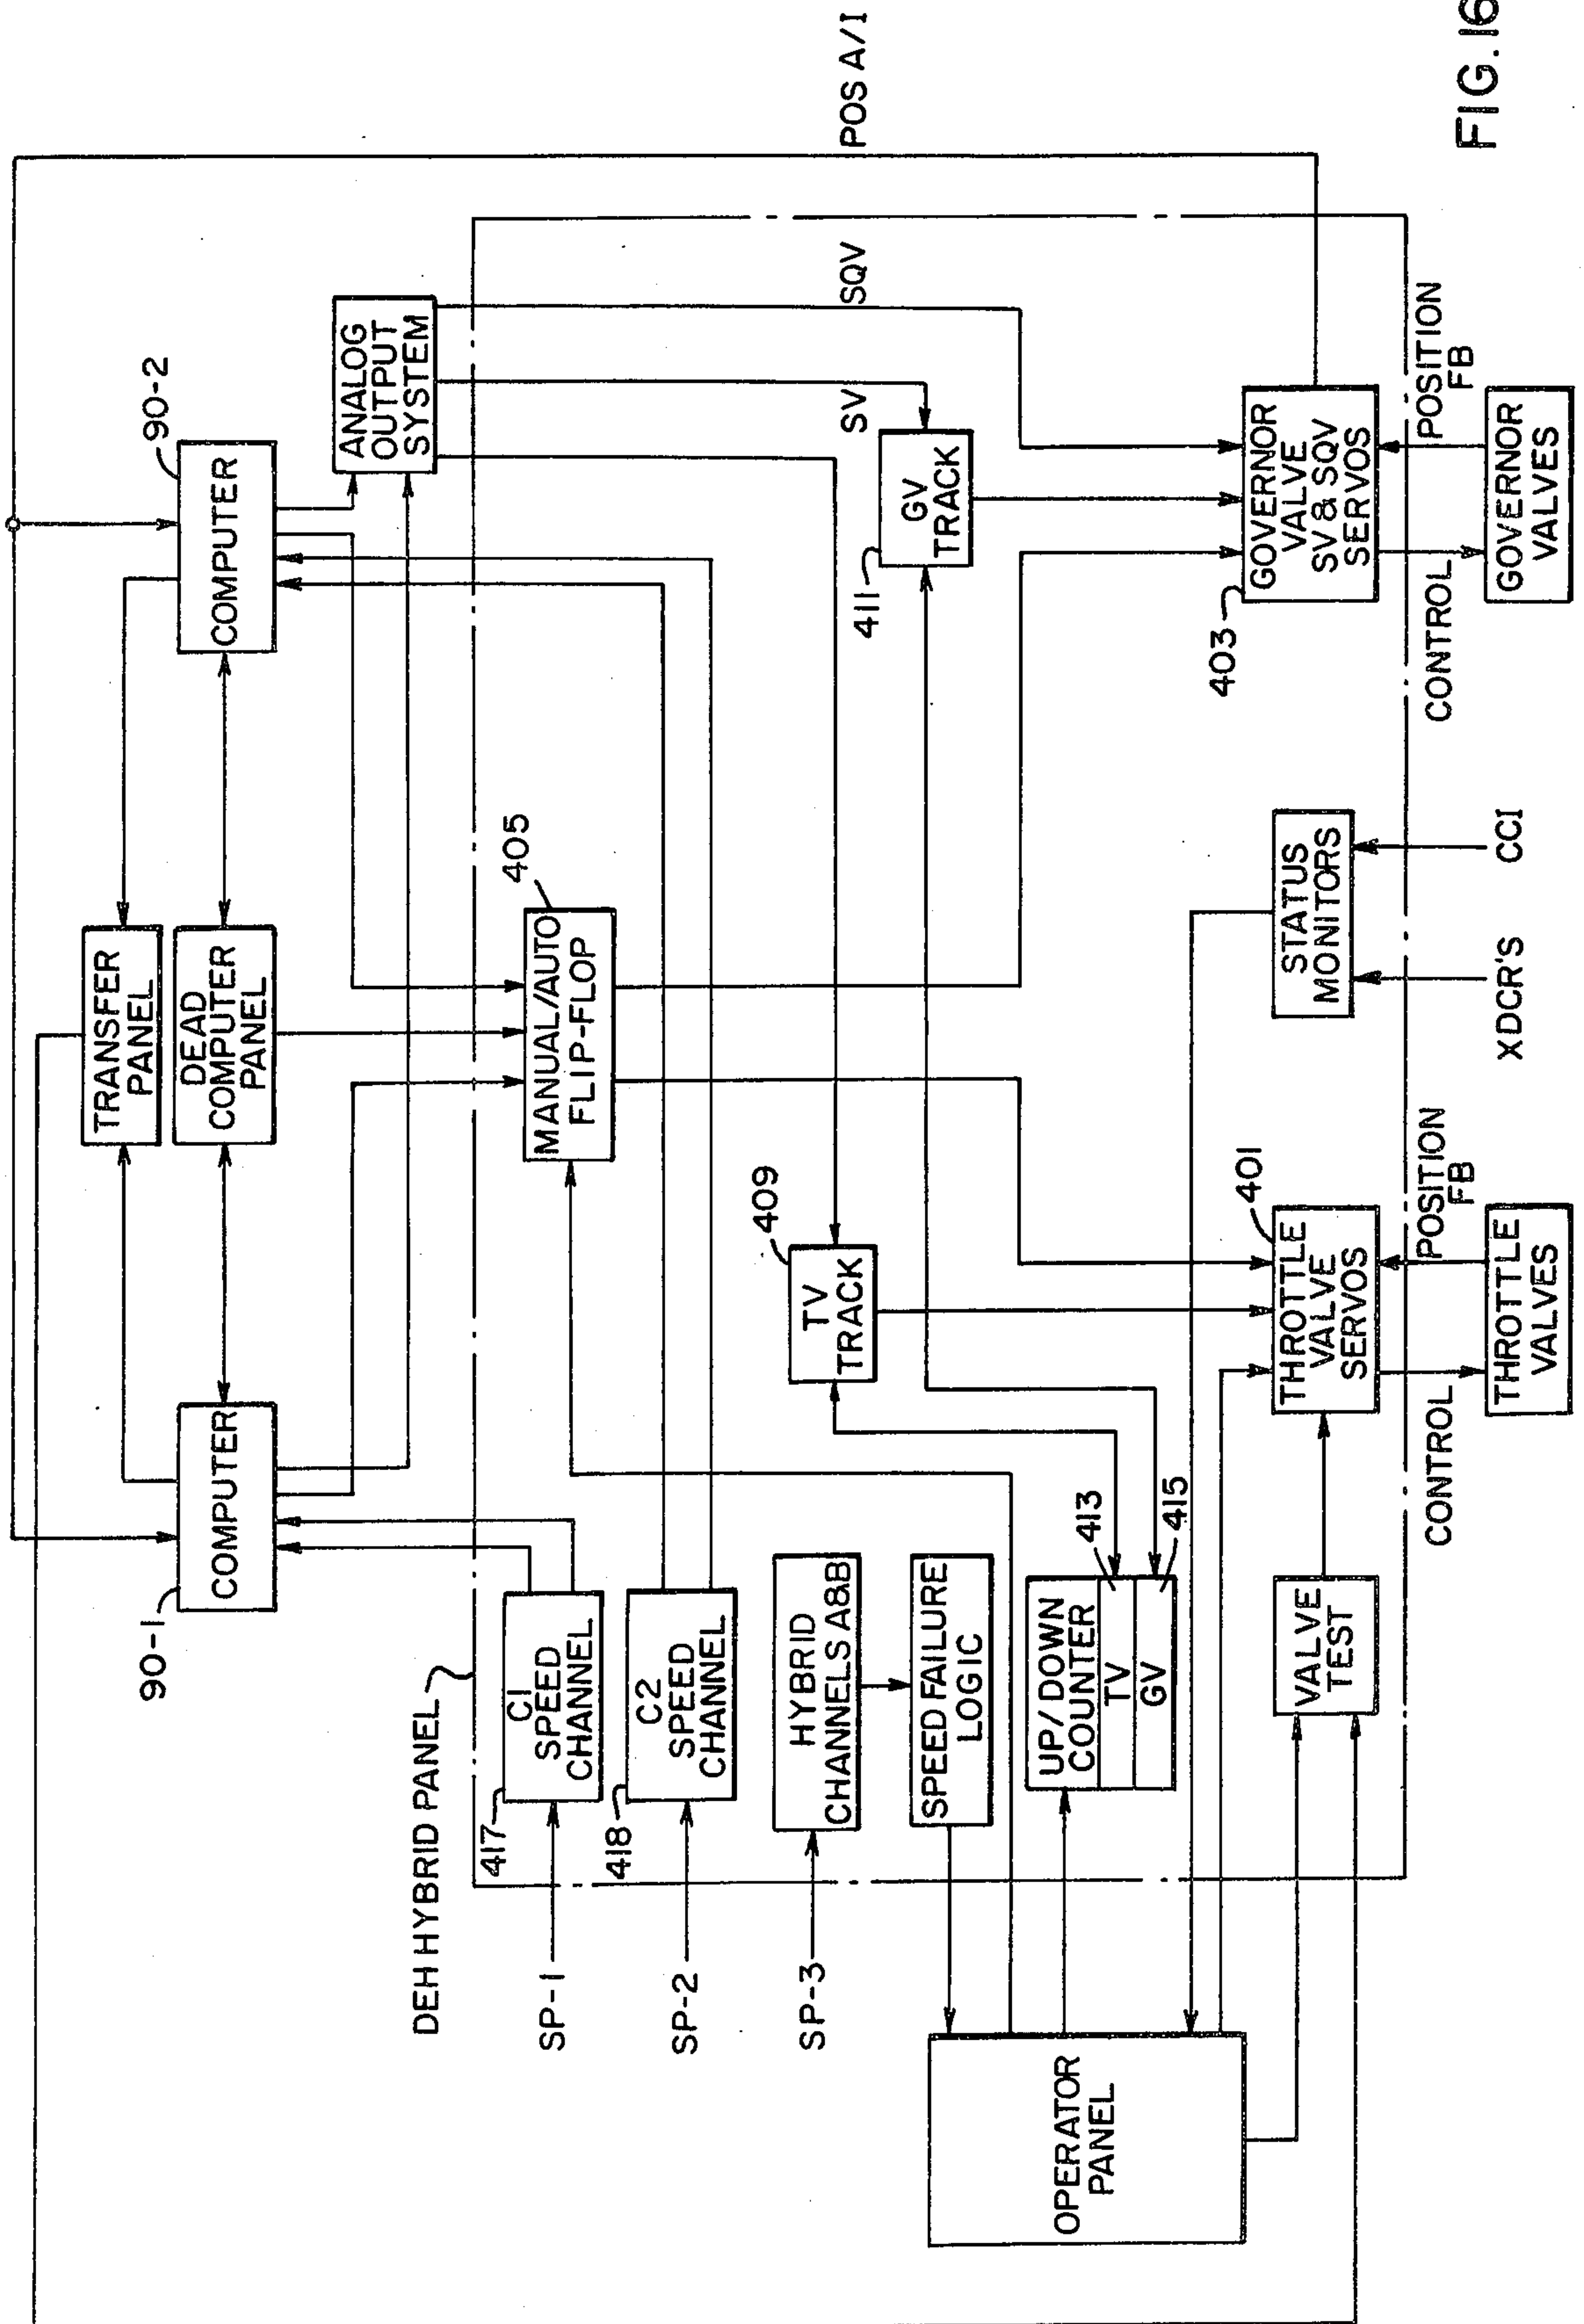 TRANSFER
PANEL
90-1
COMPUTER
DEAD
COMPUTER
PANEL
COMPUTER
90-2
ANALOG
OUTPUT
SYSTEM
DEH HYBRID PANEL
SP-1
417
C1
SPEED
CHANNEL
MANUAL/AUTO
FLIP-FLOP
405
SP-2
418
C2
SPEED
CHANNEL
SP-3
HYBRID
CHANNELS A&B
409
TV
TRACK
SV
SQV
POS A/I
SPEED FAILURE
LOGIC
411
GV
TRACK
OPERATOR
PANEL
UP/DOWN
COUNTER
TV
GV
413
415
VALVE
TEST
THROTTLE
VALVE
SERVOS
401
STATUS
MONITORS
403
GOVERNOR
VALVE
SV & SQV
SERVOS
CONTROL
POSITION
FB
CONTROL
POSITION
FB
THROTTLE
VALVES
XDCR'S
CCI
GOVERNOR
VALVES
FIG.16